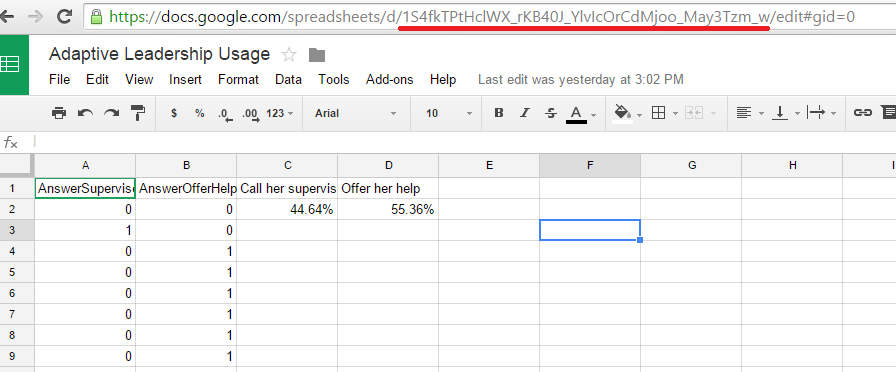 https://docs.google.com/spreadsheets/d/1S4fkTPtHclWX_rKB40J_YlvIcOrCdMjoo_May3Tzm_w/edit#gid=0
Adaptive Leadership Usage
File Edit View Insert Format Data Tools Add-ons Help Last edit was yesterday at 3:02 PM
$ % .0 .00 123 Arial 10 B I S A
fx
A B C D E F G H I
1 AnswerSupervise AnswerOfferHelp Call her supervis Offer her help
2 0 0 44.64% 55.36%
3 1 0
4 0 1
5 0 1
6 0 1
7 0 1
8 0 1
9 0 1